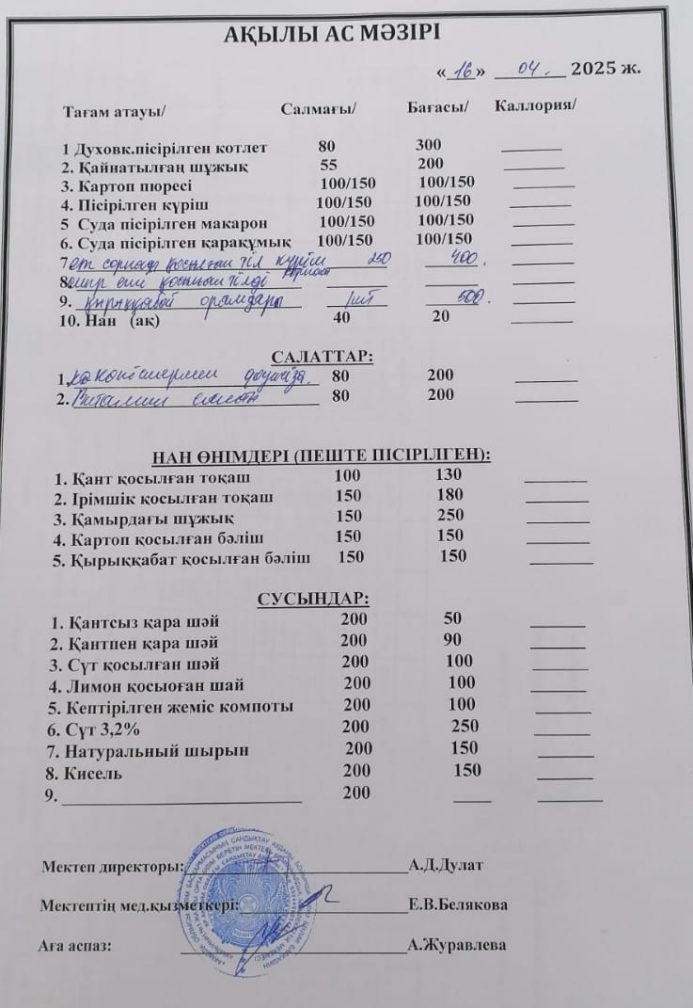 АҚЫЛЫ АС МӘЗІРІ
«16» 04. 2025 ж.
Тағам атауы/ Салмағы/ Бағасы/ Каллория/
1 Духовк.пісірілген котлет 80 300
2. Қайнатылған шұжық 55 200
3. Картоп пюресі 100/150 100/150
4. Пісірілген күріш 100/150 100/150
5 Суда пісірілген макарон 100/150 100/150
6. Суда пісірілген қарақұмық 100/150 100/150
7 ет сорпада күріш 250 400.
8
9. қырыққабат орамдары 1шт 500.
10. Нан (ақ) 40 20
САЛАТТАР:
1. 80 200
2. Витамин 80 200
НАН ӨНІМДЕРІ (ПЕШТЕ ПІСІРІЛГЕН):
1. Қант қосылған тоқаш 100 130
2. Ірімшік қосылған тоқаш 150 180
3. Қамырдағы шұжық 150 250
4. Картоп қосылған бәліш 150 150
5. Қырыққабат қосылған бәліш 150 150
СУСЫНДАР:
1. Қантсыз қара шәй 200 50
2. Қантпен қара шәй 200 90
3. Сүт қосылған шәй 200 100
4. Лимон қосыоған шай 200 100
5. Кептірілген жеміс компоты 200 100
6. Сүт 3,2% 200 250
7. Натуральный шырын 200 150
8. Кисель 200 150
9. 200
Мектеп директоры: А.Д.Дулат
Мектептің мед.қызметкері: Е.В.Белякова
Аға аспаз: А.Журавлева